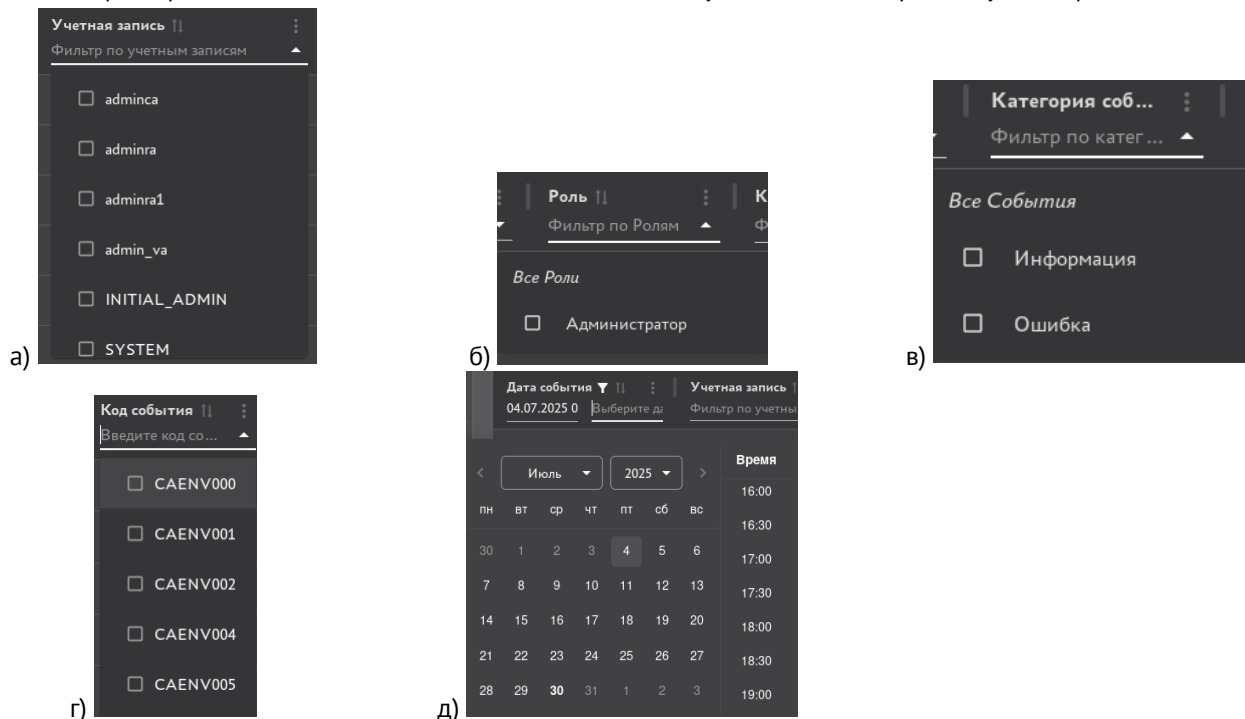 Учетная запись
Фильтр по учетным записям
adminca
adminra
adminra1
admin_va
INITIAL_ADMIN
SYSTEM
а)
Роль
К
Фильтр по Ролям
Ф
Все Роли
Администратор
б)
Категория соб...
Фильтр по катег...
Все События
Информация
Ошибка
в)
Код события
Введите код со...
CAENV000
CAENV001
CAENV002
CAENV004
CAENV005
г)
Дата события Учетная запись
04.07.2025 0 Выберите да Фильтр по учетны
Июль 2025 Время
пн вт ср чт пт сб вс
30 1 2 3 4 5 6
7 8 9 10 11 12 13
14 15 16 17 18 19 20
21 22 23 24 25 26 27
28 29 30 31 1 2 3
16:00
16:30
17:00
17:30
18:00
18:30
19:00
д)